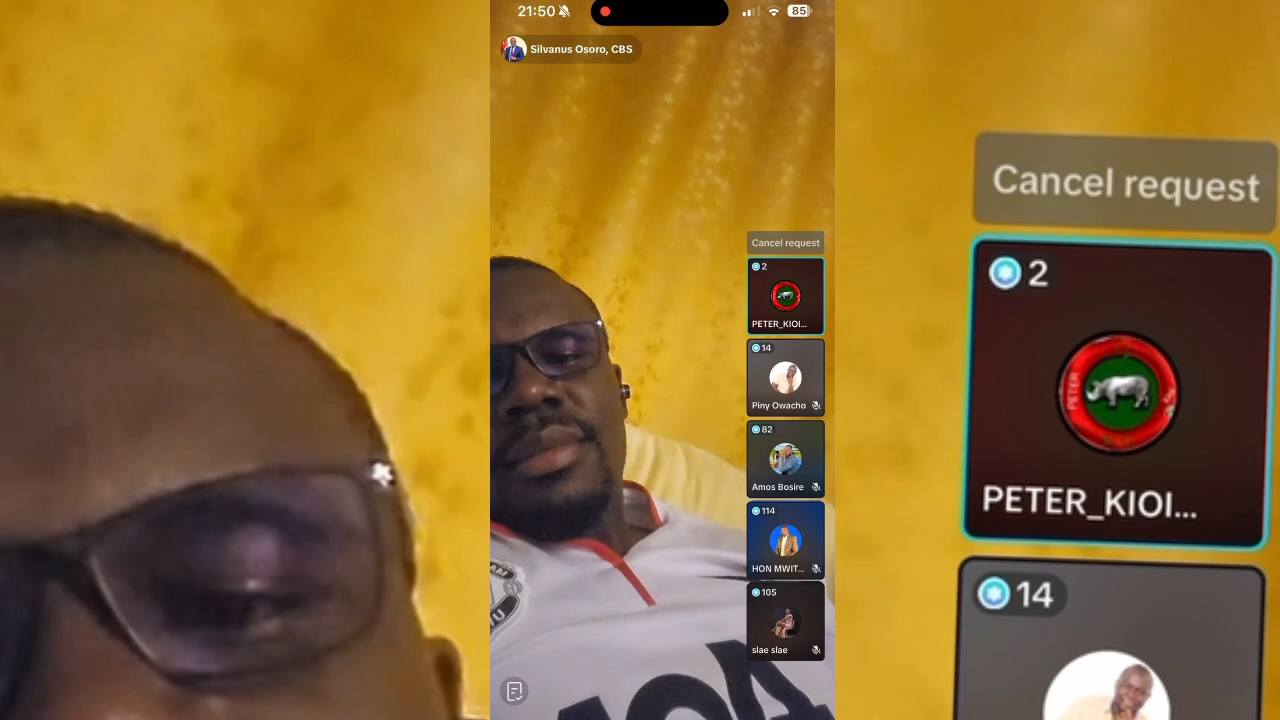 21:50
85
Silvanus Osoro, CBS
Cancel request
2
PETER_KIOI...
14
Piny Owacho
82
Amos Bosire
114
HON MWIT...
105
slae slae
Cancel request
2
PETER
PETER_KIOI...
14